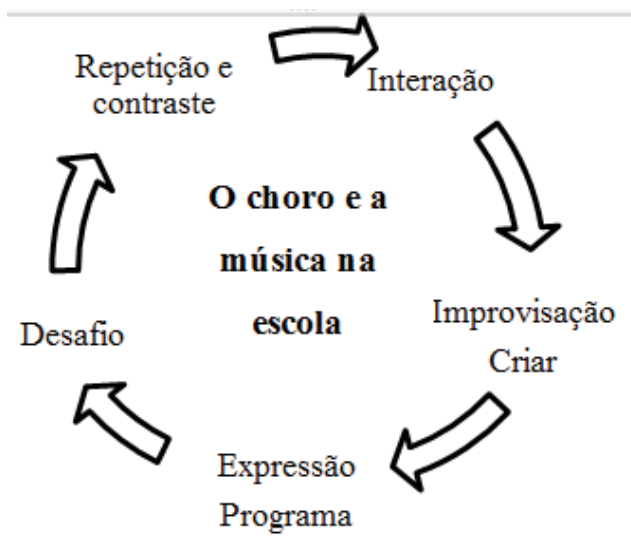 Repetição e
contraste
Interação
O choro e a
música na
escola
Improvisação
Criar
Desafio
Expressão
Programa